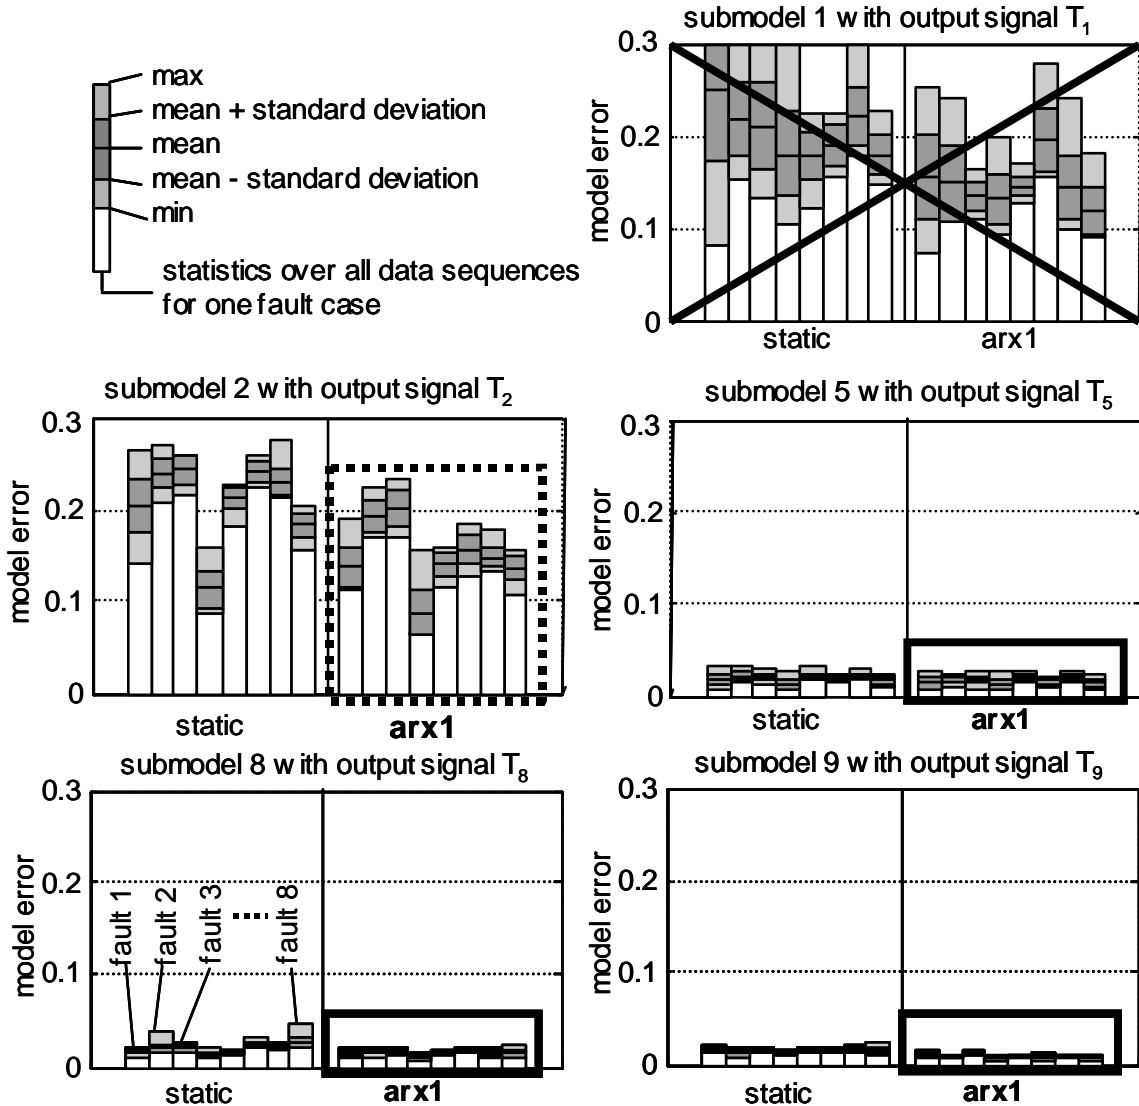 max
mean + standard deviation
mean
mean - standard deviation
min
statistics over all data sequences
for one fault case
submodel 1 with output signal T1
model error
0.3
0.2
0.1
0
static
arx1
submodel 2 with output signal T2
model error
0.3
0.2
0.1
0
static
arx1
submodel 5 with output signal T5
model error
0.3
0.2
0.1
0
static
arx1
submodel 8 with output signal T8
model error
0.3
0.2
0.1
0
fault 1
fault 2
fault 3
fault 8
static
arx1
submodel 9 with output signal T9
model error
0.3
0.2
0.1
0
static
arx1